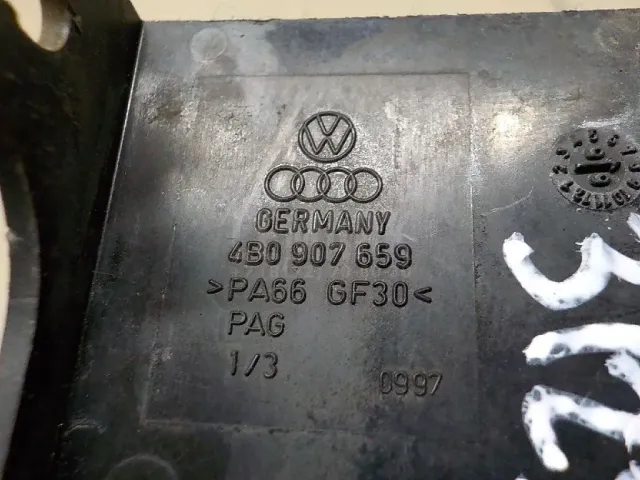 GERMANY
4B0 907 659
>PA66 GF30<
PAG
1/3
0997